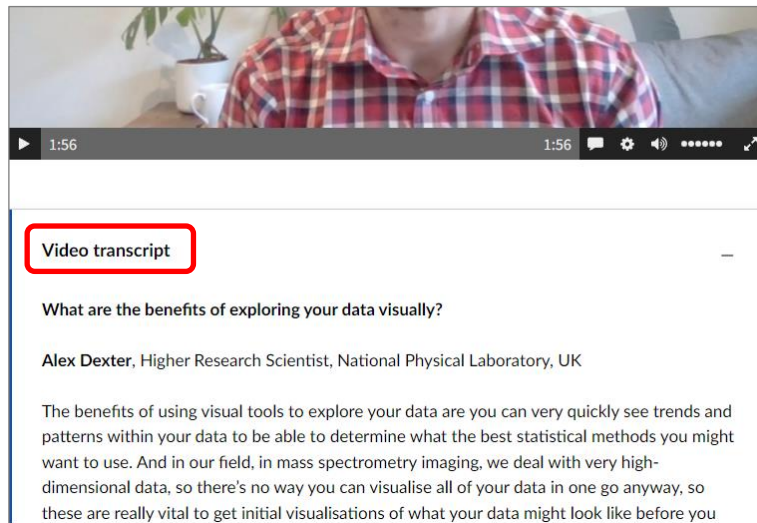 1:56
1:56
Video transcript
What are the benefits of exploring your data visually?
Alex Dexter, Higher Research Scientist, National Physical Laboratory, UK
The benefits of using visual tools to explore your data are you can very quickly see trends and
patterns within your data to be able to determine what the best statistical methods you might
want to use. And in our field, in mass spectrometry imaging, we deal with very high-
dimensional data, so there's no way you can visualise all of your data in one go anyway, so
these are really vital to get initial visualisations of what your data might look like before you